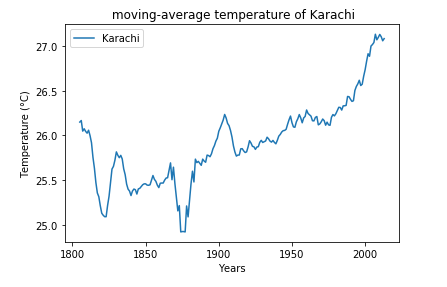 moving-average temperature of Karachi
Karachi
Temperature (°C)
27.0
26.5
26.0
25.5
25.0
1800
1850
1900
1950
2000
Years